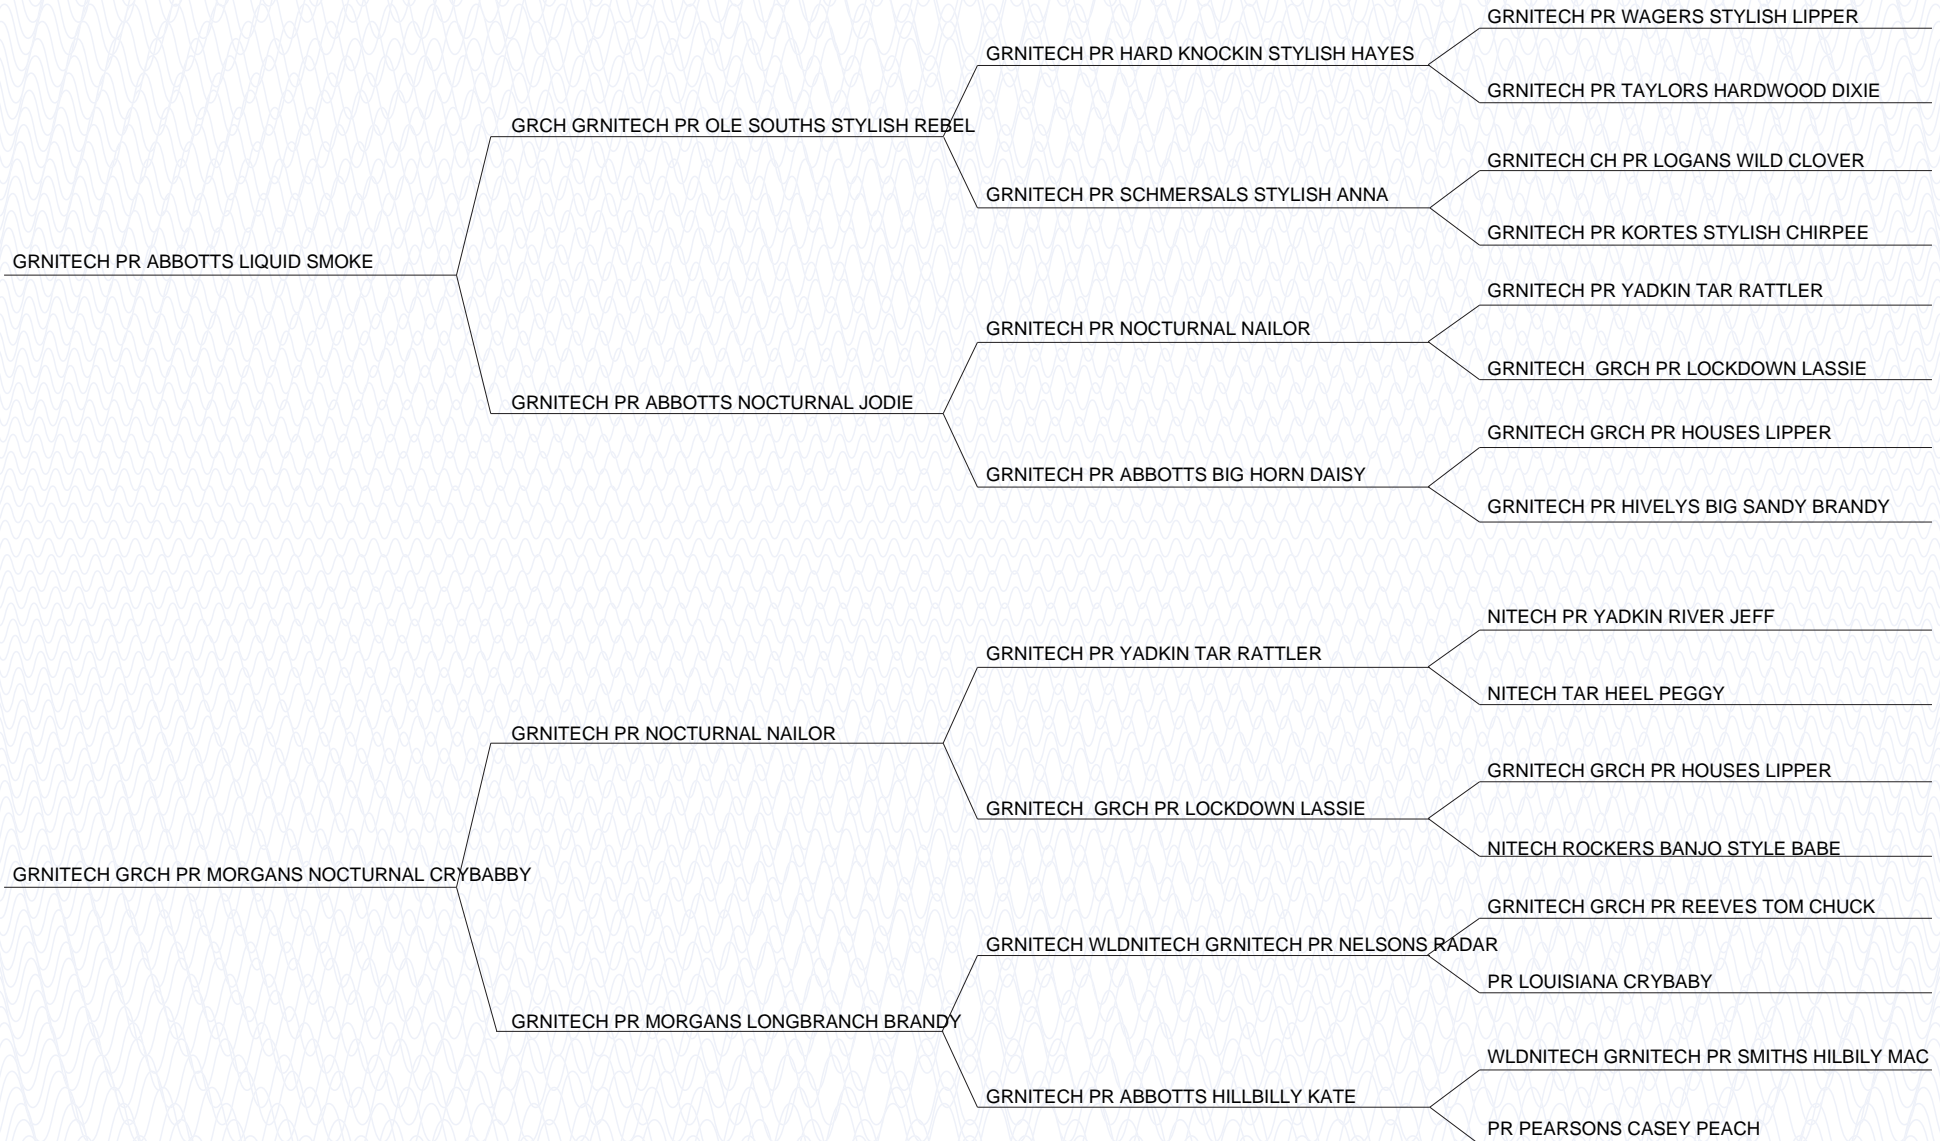 GRNITECH PR WAGERS STYLISH LIPPER
GRNITECH PR HARD KNOCKIN STYLISH HAYES
GRNITECH PR TAYLORS HARDWOOD DIXIE
GRCH GRNITECH PR OLE SOUTHS STYLISH REBEL
GRNITECH CH PR LOGANS WILD CLOVER
GRNITECH PR SCHMERSALS STYLISH ANNA
GRNITECH PR KORTES STYLISH CHIRPEE
GRNITECH PR ABBOTTS LIQUID SMOKE
GRNITECH PR YADKIN TAR RATTLER
GRNITECH PR NOCTURNAL NAILOR
GRNITECH  GRCH PR LOCKDOWN LASSIE
GRNITECH PR ABBOTTS NOCTURNAL JODIE
GRNITECH GRCH PR HOUSES LIPPER
GRNITECH PR ABBOTTS BIG HORN DAISY
GRNITECH PR HIVELYS BIG SANDY BRANDY
NITECH PR YADKIN RIVER JEFF
GRNITECH PR YADKIN TAR RATTLER
NITECH TAR HEEL PEGGY
GRNITECH PR NOCTURNAL NAILOR
GRNITECH GRCH PR HOUSES LIPPER
GRNITECH  GRCH PR LOCKDOWN LASSIE
NITECH ROCKERS BANJO STYLE BABE
GRNITECH GRCH PR MORGANS NOCTURNAL CRYBABBY
GRNITECH GRCH PR REEVES TOM CHUCK
GRNITECH WLDNITECH GRNITECH PR NELSONS RADAR
PR LOUISIANA CRYBABY
GRNITECH PR MORGANS LONGBRANCH BRANDY
WLDNITECH GRNITECH PR SMITHS HILBILY MAC
GRNITECH PR ABBOTTS HILLBILLY KATE
PR PEARSONS CASEY PEACH